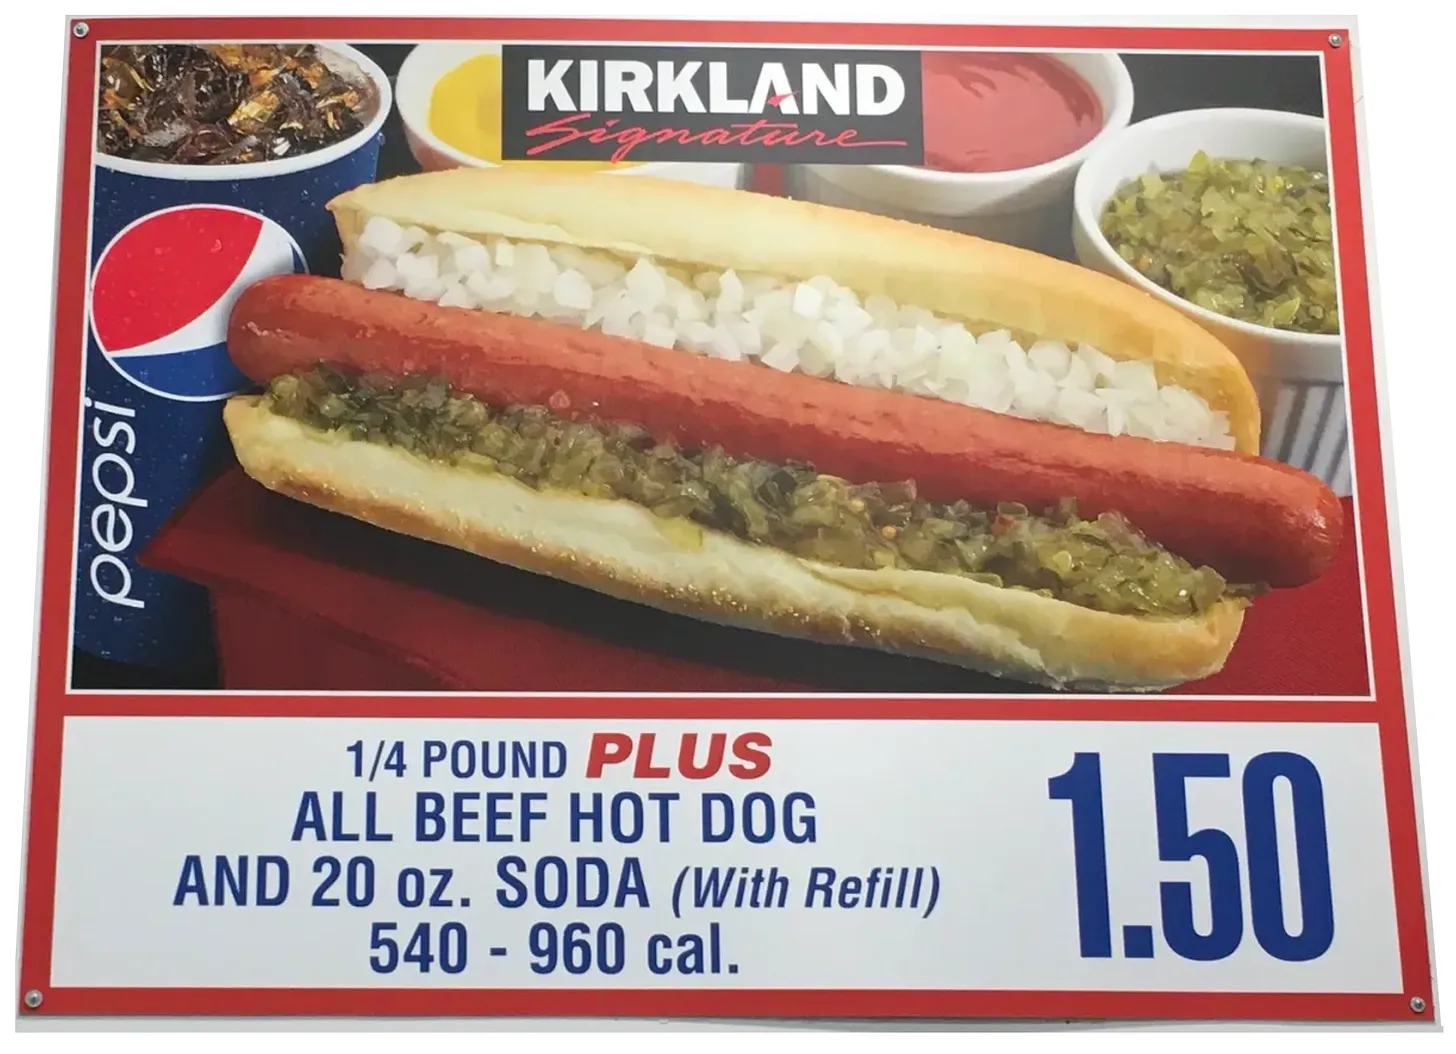 KIRKLAND
Signature
pepsi
1/4 POUND PLUS
ALL BEEF HOT DOG
AND 20 oz. SODA (With Refill)
540 - 960 cal.
1.50